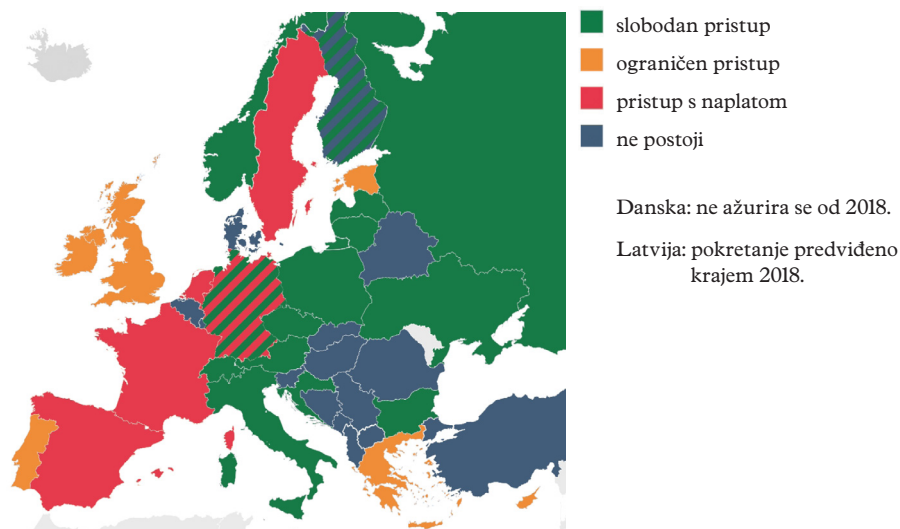 slobodan pristup
ograničen pristup
pristup s naplatom
ne postoji
Danska: ne ažurira se od 2018.
Latvija: pokretanje predviđeno
krajem 2018.